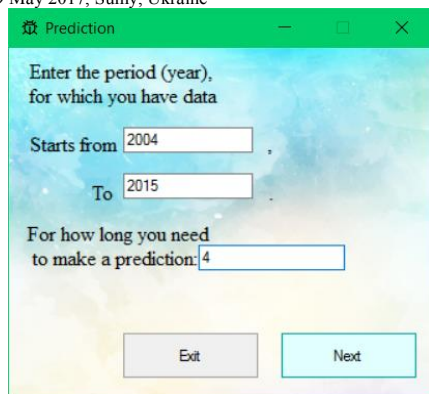 May 2017, Sumy, Ukraine
Prediction
Enter the period (year),
for which you have data
Starts from 2004 ,
To 2015 .
For how long you need
to make a prediction: 4
Exit Next